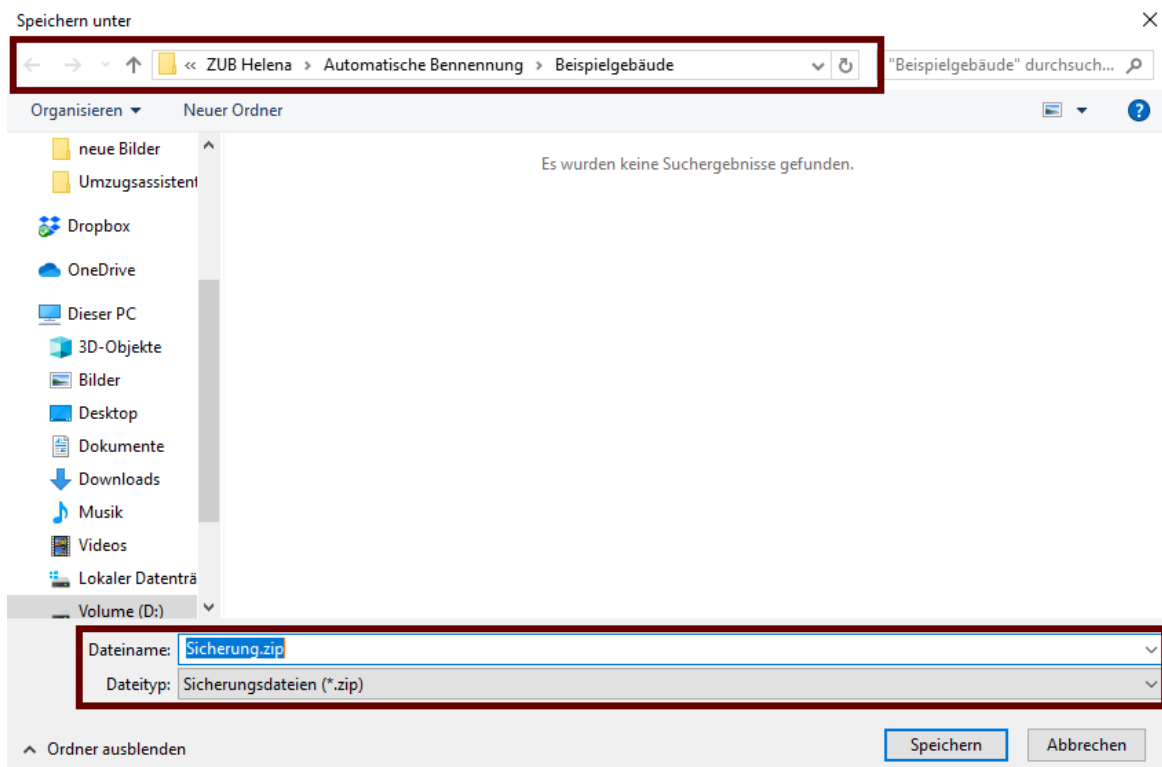 Speichern unter
« ZUB Helena > Automatische Bennennung > Beispielgebäude
"Beispielgebäude" durchsuch...
Organisieren
Neuer Ordner
neue Bilder
Umzugsassistent
Es wurden keine Suchergebnisse gefunden.
Dropbox
OneDrive
Dieser PC
3D-Objekte
Bilder
Desktop
Dokumente
Downloads
Musik
Videos
Lokaler Datenträ
Volume (D:)
Dateiname: Sicherung.zip
Dateityp: Sicherungsdateien (*.zip)
Ordner ausblenden
Speichern
Abbrechen